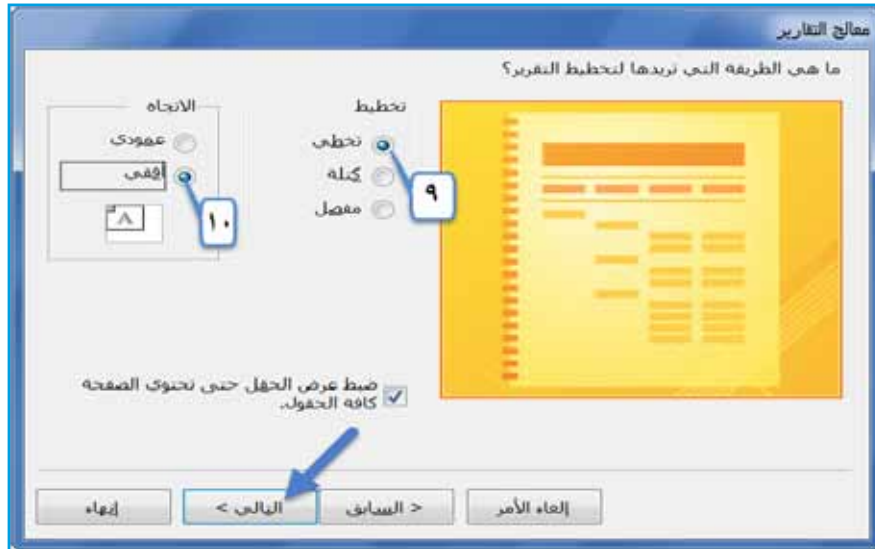 معالج التقارير
ما هي الطريقة التي تريدها لتخطيط التقرير؟
تخطيط
تخطي
كتلة
مفصل
٩
الاتجاه
عمودي
أفقي
١٠
A
ضبط عرض الحقل حتى تحتوي الصفحة
كافة الحقول.
إلغاء الأمر
< السابق
التالي >
إنهاء